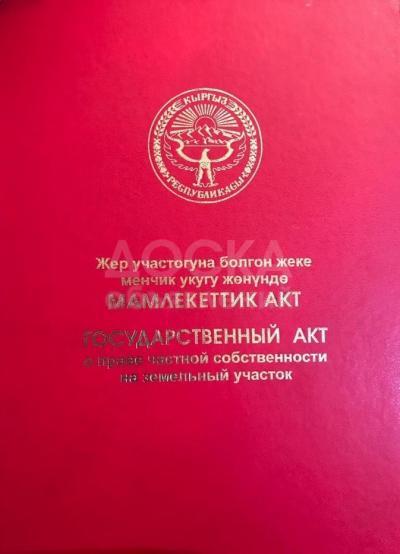 КЫРГЫЗ
РЕСПУБЛИКАСЫ
Жер участогуна болгон жеке
менчик укугу жөнүндө
МАМЛЕКЕТТИК АКТ
ГОСУДАРСТВЕННЫЙ АКТ
о праве частной собственности
на земельный участок
ДОСКА